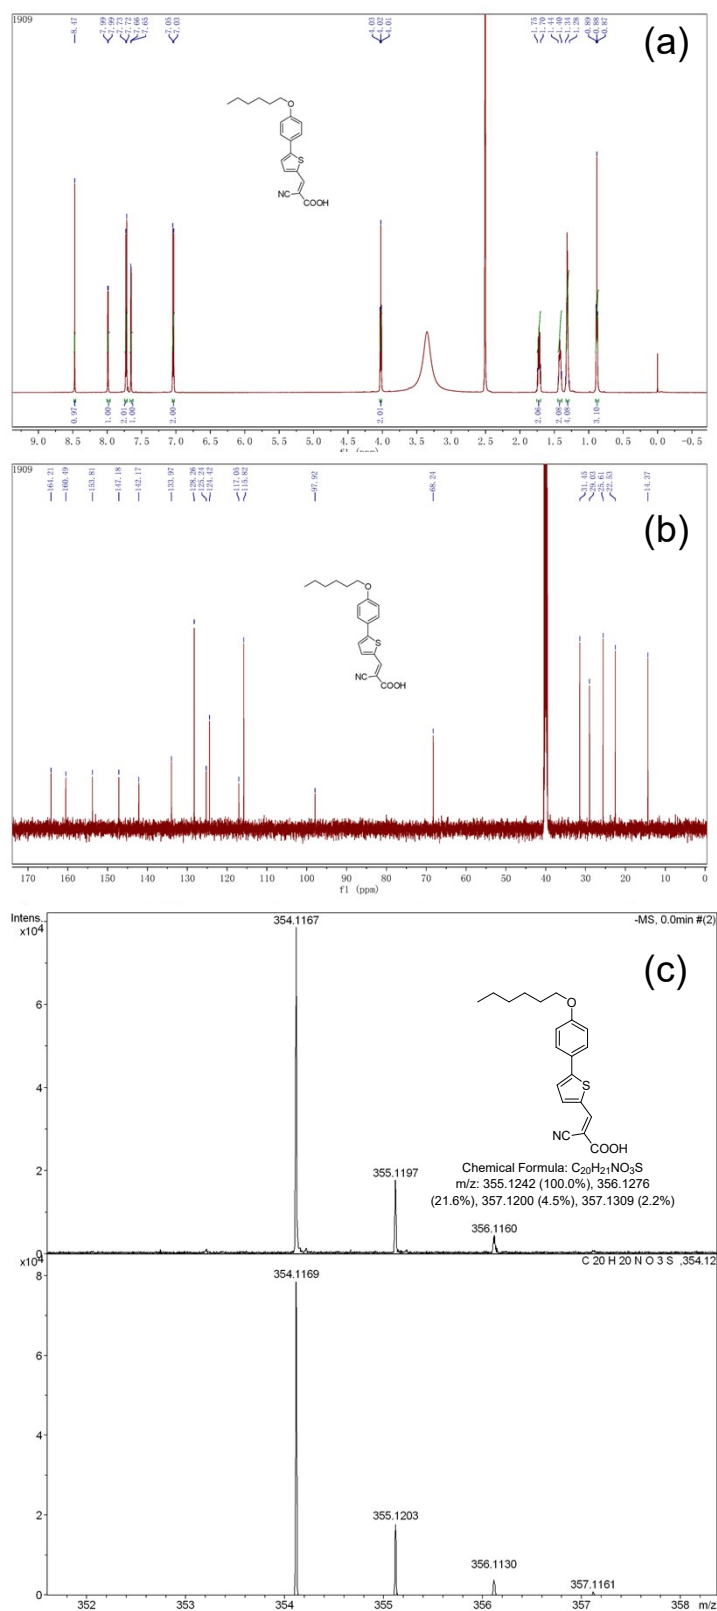 1909
8.47
7.99
7.99
7.73
7.72
7.66
7.65
7.05
7.03
4.03
4.02
4.01
1.75
1.70
1.44
1.40
1.34
1.28
0.89
0.88
0.87
(a)
O
S
NC
COOH
0.97
1.00
2.01
1.00
2.00
2.01
2.06
2.08
4.08
3.10
9.0 8.5 8.0 7.5 7.0 6.5 6.0 5.5 5.0 4.5 4.0 3.5 3.0 2.5 2.0 1.5 1.0 0.5 0.0 -0.5
f1 (ppm)
1909
164.21
160.49
153.81
147.18
142.17
133.97
128.26
125.24
124.42
117.05
115.82
97.92
68.24
31.45
29.03
25.61
22.53
14.37
(b)
O
S
NC
COOH
170 160 150 140 130 120 110 100 90 80 70 60 50 40 30 20 10 0
f1 (ppm)
Intens.
x10⁴
354.1167
-MS, 0.0min #(2)
(c)
6
O
4
S
NC
COOH
2
355.1197
Chemical Formula: C₂₀H₂₁NO₃S
m/z: 355.1242 (100.0%), 356.1276
(21.6%), 357.1200 (4.5%), 357.1309 (2.2%)
356.1160
0
x10⁴
C 20 H 20 N O 3 S ,354.12
8
354.1169
6
4
2
355.1203
356.1130
357.1161
0
352 353 354 355 356 357 358 m/z